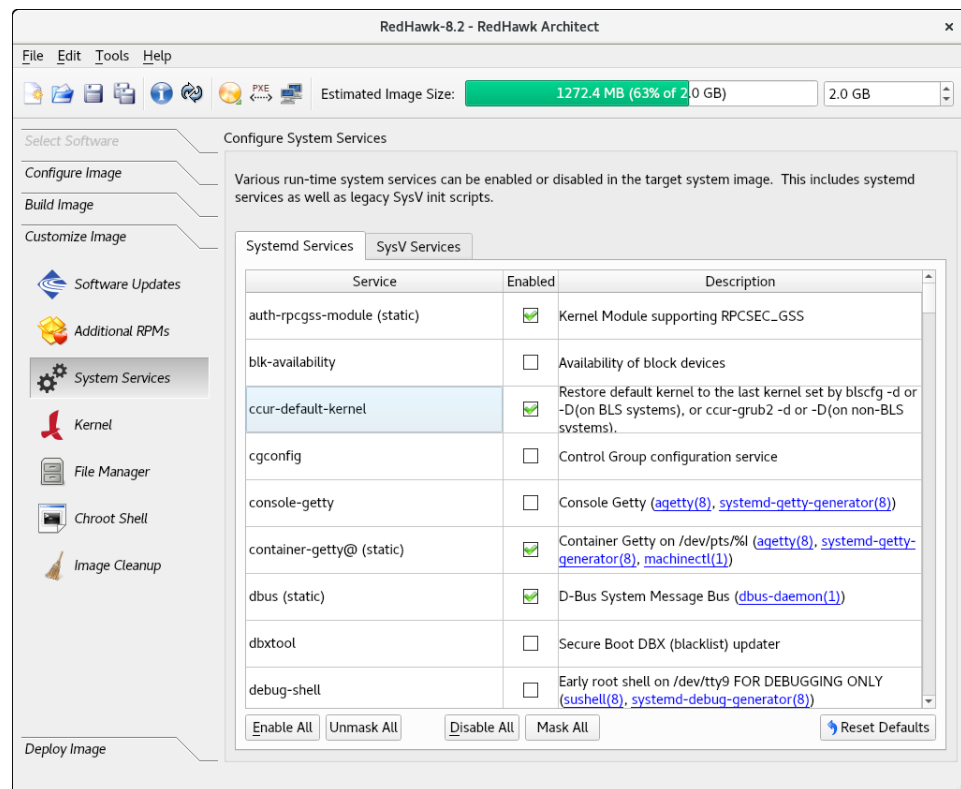 RedHawk-8.2 - RedHawk Architect
File Edit Tools Help
PXE
Estimated Image Size:
1272.4 MB (63% of 2.0 GB)
2.0 GB
Select Software
Configure Image
Build Image
Customize Image
Software Updates
Additional RPMs
System Services
Kernel
File Manager
Chroot Shell
Image Cleanup
Deploy Image
Configure System Services
Various run-time system services can be enabled or disabled in the target system image. This includes systemd
services as well as legacy SysV init scripts.
Systemd Services SysV Services
Service Enabled Description
auth-rpcgss-module (static) Kernel Module supporting RPCSEC_GSS
blk-availability Availability of block devices
ccur-default-kernel
Restore default kernel to the last kernel set by blscfg -d or
-D(on BLS systems), or ccur-grub2 -d or -D(on non-BLS
systems).
cgconfig Control Group configuration service
console-getty Console Getty (agetty(8), systemd-getty-generator(8))
container-getty@ (static)
Container Getty on /dev/pts/%I (agetty(8), systemd-getty-
generator(8), machinectl(1))
dbus (static) D-Bus System Message Bus (dbus-daemon(1))
dbxtool Secure Boot DBX (blacklist) updater
debug-shell
Early root shell on /dev/tty9 FOR DEBUGGING ONLY
(sushell(8), systemd-debug-generator(8))
Enable All Unmask All Disable All Mask All Reset Defaults